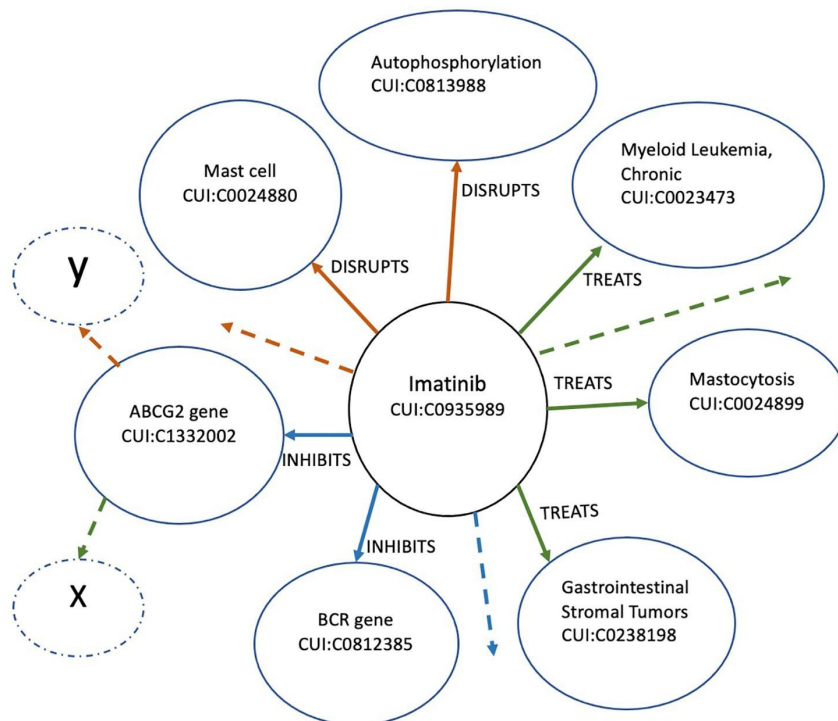 Autophosphorylation
CUI:C0813988
Mast cell
CUI:C0024880
Myeloid Leukemia,
Chronic
CUI:C0023473
DISRUPTS
y
DISRUPTS
TREATS
Imatinib
CUI:C0935989
TREATS
Mastocytosis
CUI:C0024899
ABCG2 gene
CUI:C1332002
INHIBITS
TREATS
INHIBITS
x
BCR gene
CUI:C0812385
Gastrointestinal
Stromal Tumors
CUI:C0238198